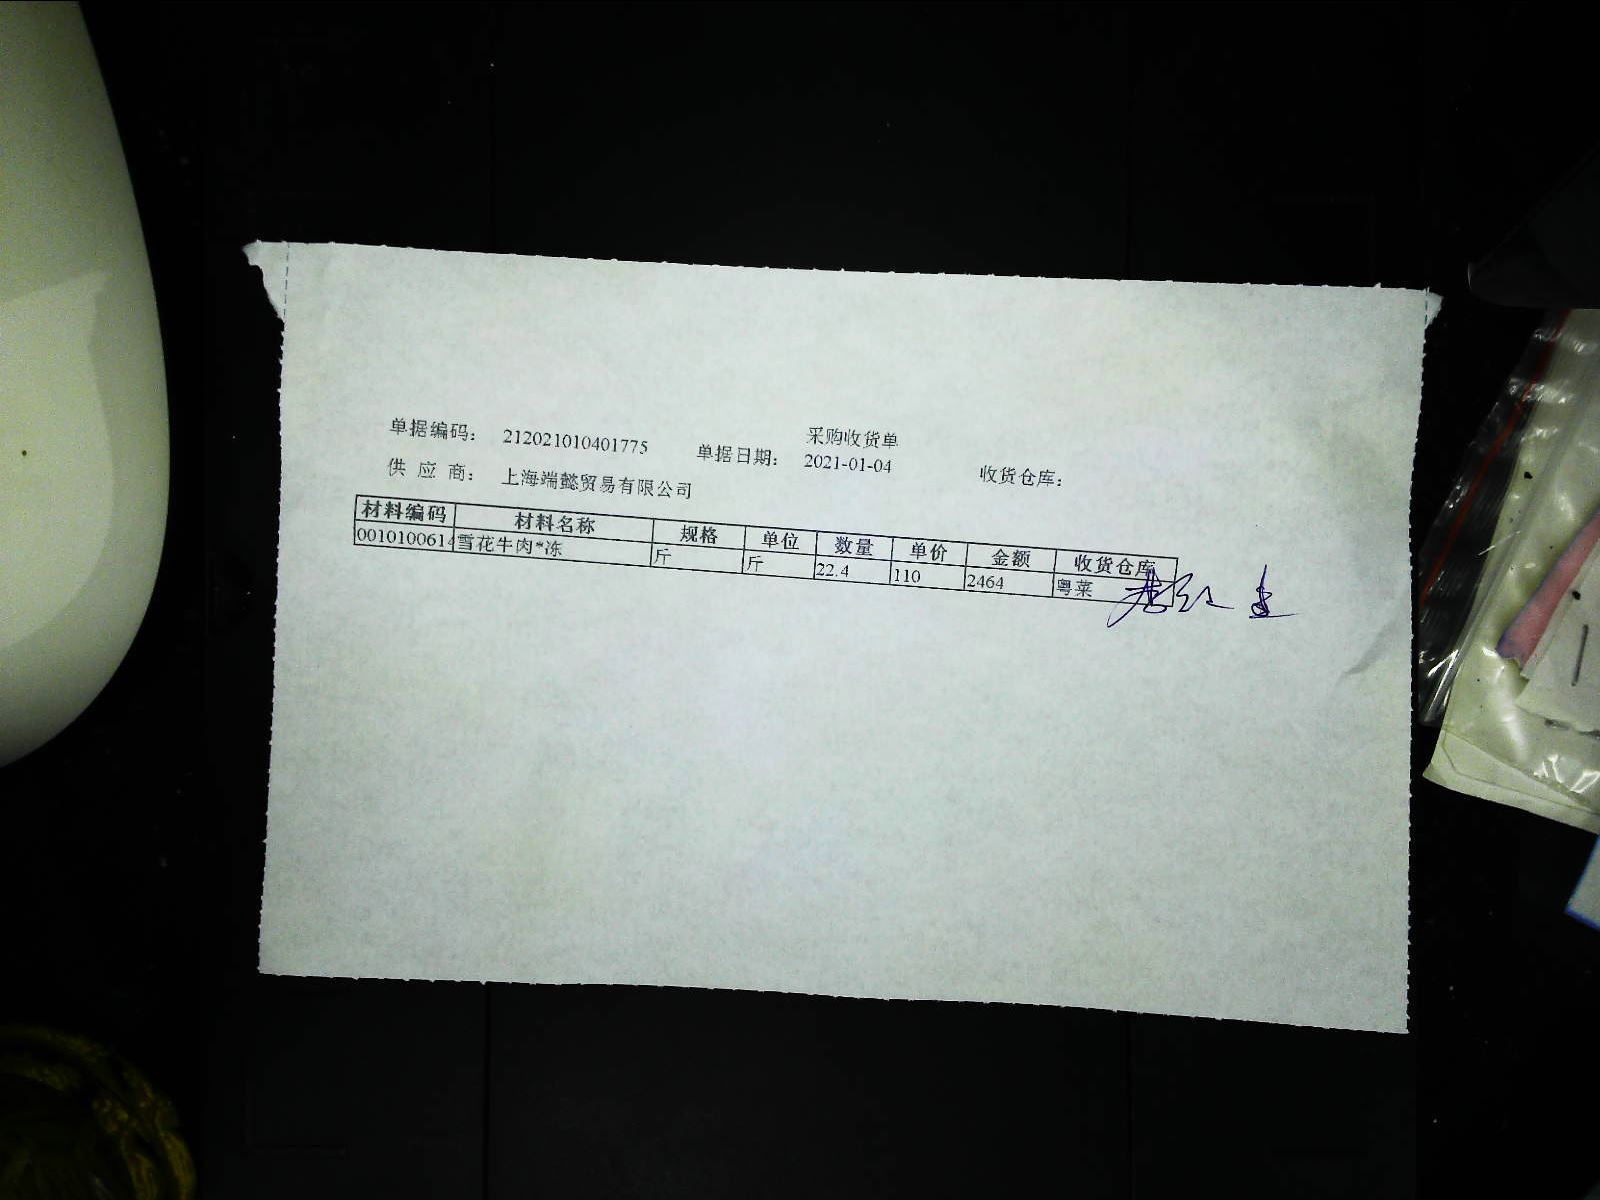 采购收货单
单据编码： 212021010401775 单据日期： 2021-01-04 收货仓库：
供 应 商： 上海端懿贸易有限公司
材料编码 材料名称 规格 单位 数量 单价 金额 收货仓库
0010100614 雪花牛肉*冻 斤 斤 22.4 110 2464 粤菜